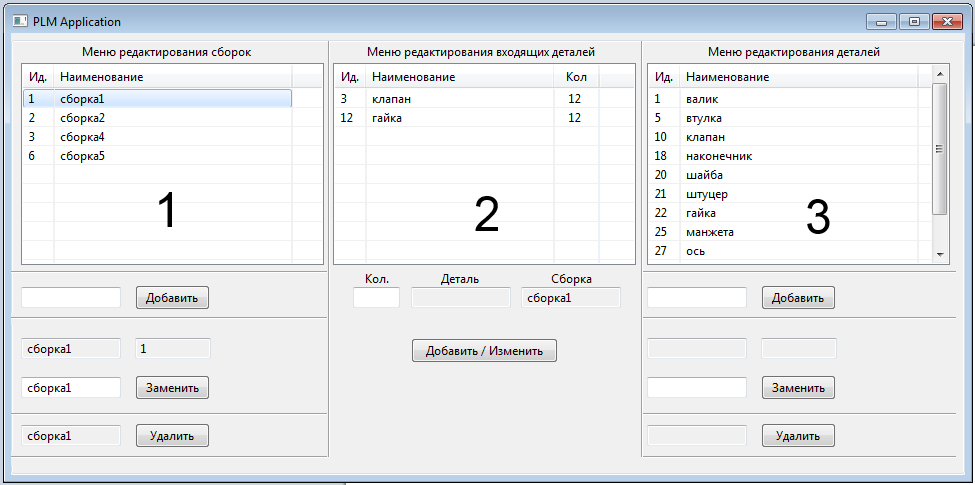 PLM Application
Меню редактирования сборок
Ид. Наименование
1 сборка1
2 сборка2
3 сборка4
6 сборка5
1
Добавить
сборка1 1
сборка1 Заменить
сборка1 Удалить
Меню редактирования входящих деталей
Ид. Наименование Кол
3 клапан 12
12 гайка 12
2
Кол. Деталь Сборка
сборка1
Добавить / Изменить
Меню редактирования деталей
Ид. Наименование
1 валик
5 втулка
10 клапан
18 наконечник
20 шайба
21 штуцер
22 гайка
25 манжета
27 ось
3
Добавить
Заменить
Удалить